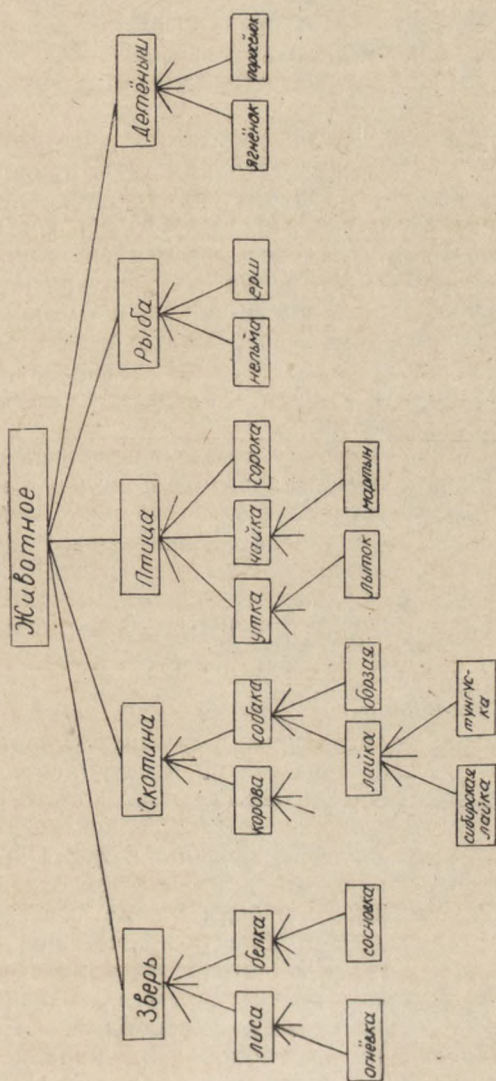 Животное
Зверь
Скотина
Птица
Рыба
Детёныш
лиса
белка
корова
собака
утка
чайка
сорока
нельма
ерш
ягнёнок
поросёнок
огнёвка
сосновка
лайка
борзая
лыток
мартын
сибирская
лайка
тунгус-
ка